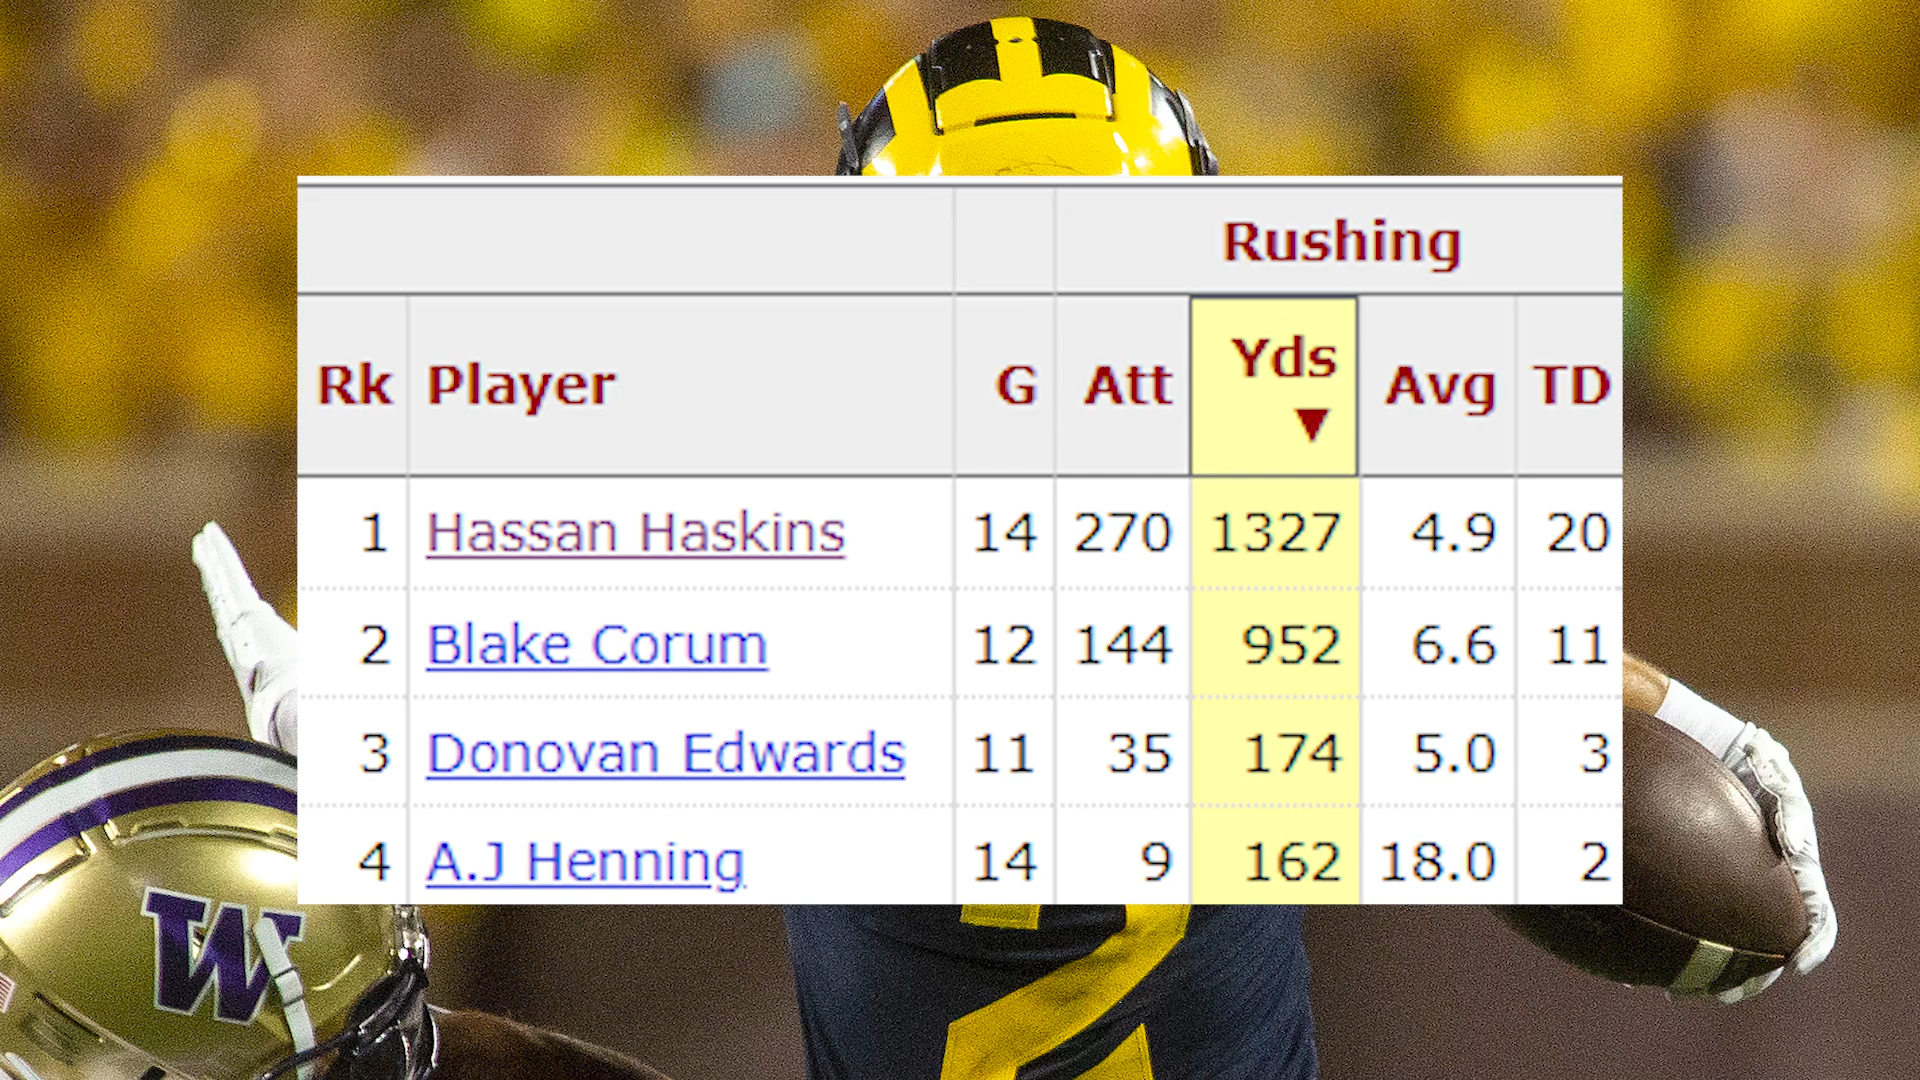 Rushing
Rk Player G Att Yds ▼ Avg TD
1 Hassan Haskins 14 270 1327 4.9 20
2 Blake Corum 12 144 952 6.6 11
3 Donovan Edwards 11 35 174 5.0 3
4 A.J Henning 14 9 162 18.0 2
W
2